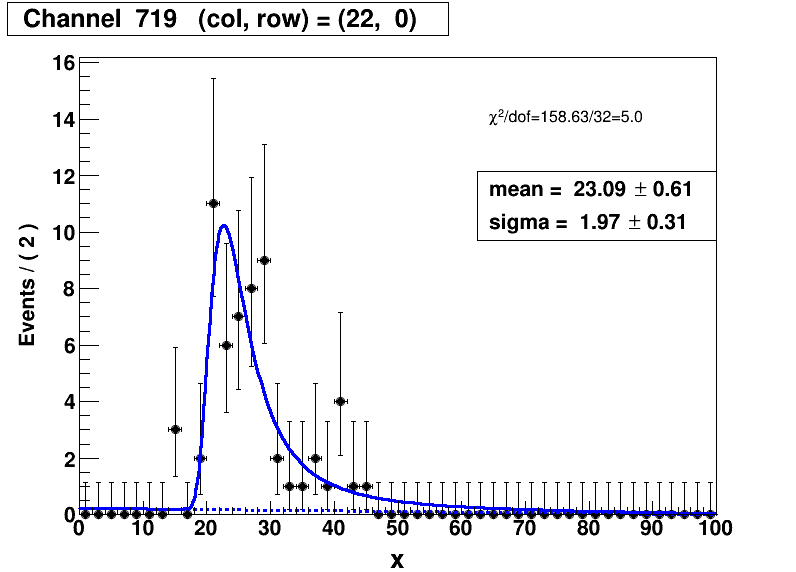 Channel 719 (col, row) = (22, 0)
χ²/dof=158.63/32=5.0
mean = 23.09 ± 0.61
sigma = 1.97 ± 0.31
Events / ( 2 )
16
14
12
10
8
6
4
2
0
0 10 20 30 40 50 60 70 80 90 100
x